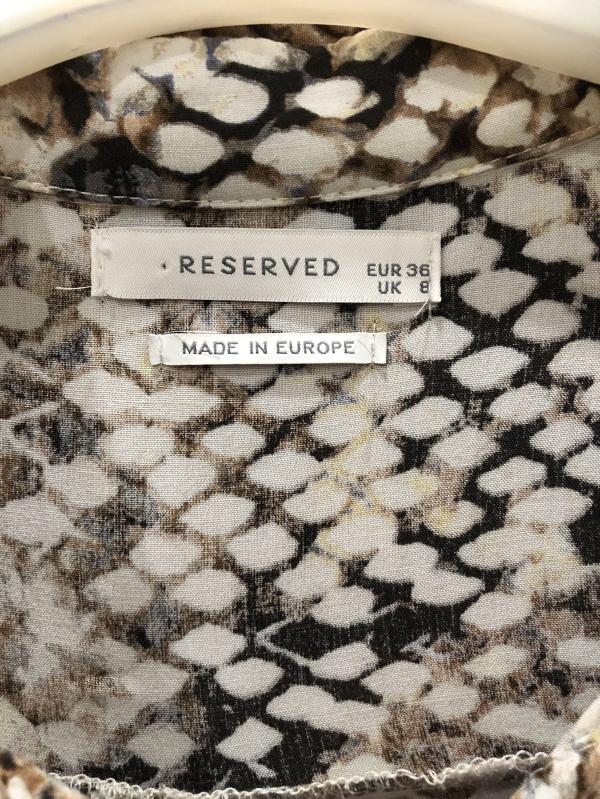 RESERVED
EUR 36
UK 8
MADE IN EUROPE